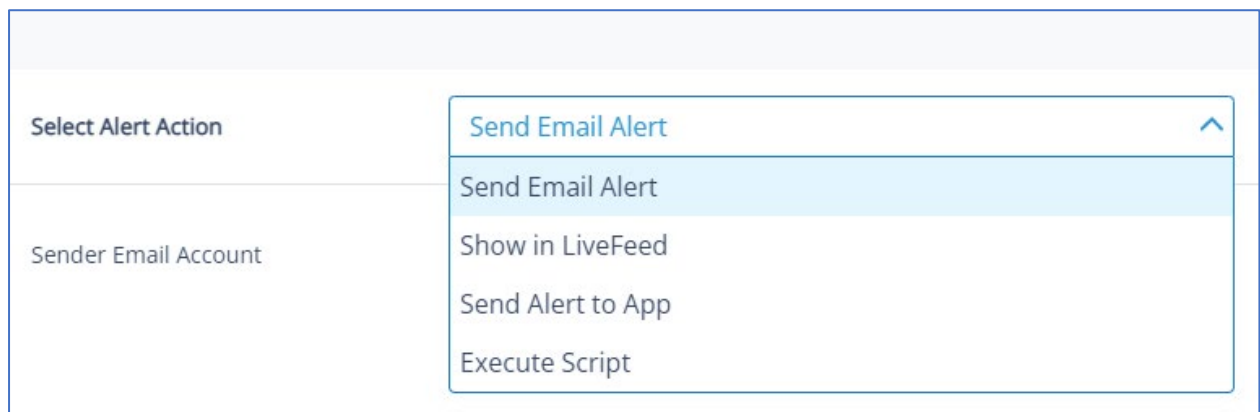 Select Alert Action
Send Email Alert
Send Email Alert
Sender Email Account
Show in LiveFeed
Send Alert to App
Execute Script